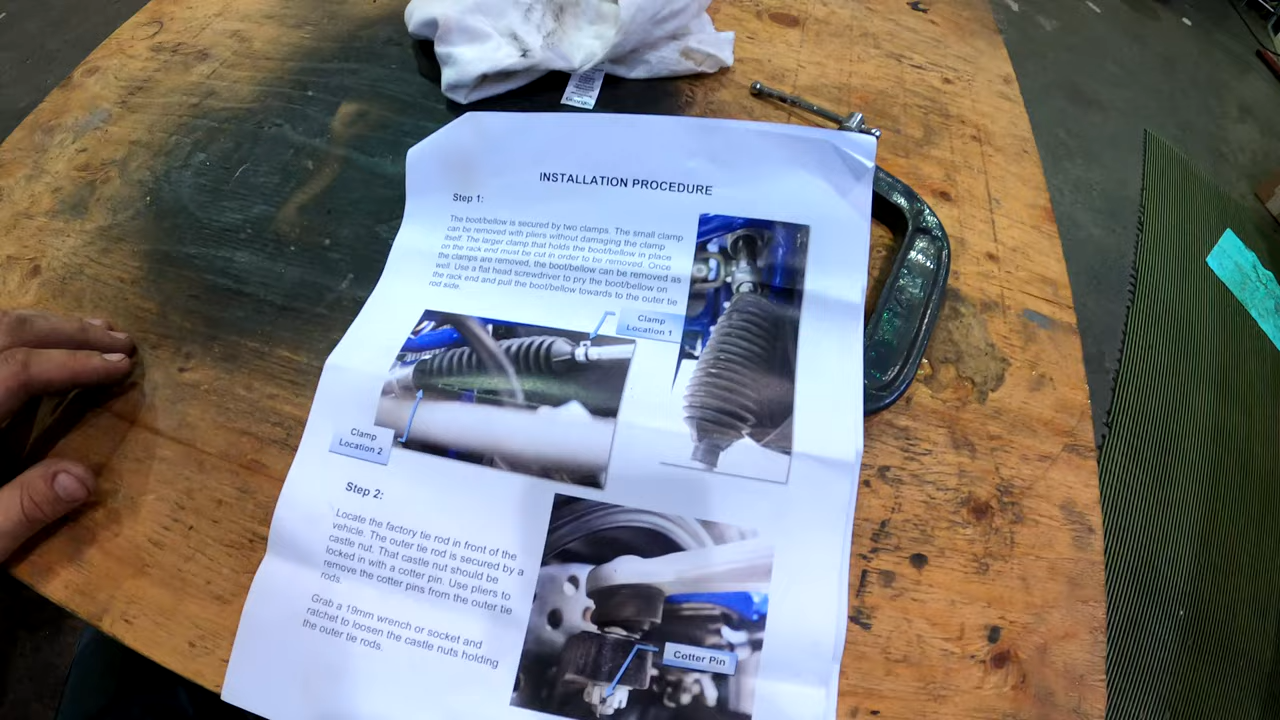 INSTALLATION PROCEDURE
Step 1:
The boot/bellow is secured by two clamps. The small clamp
can be removed with pliers without damaging the clamp
itself. The larger clamp that holds the boot/bellow in place
on the rack end must be cut in order to be removed. Once
the clamps are removed, the boot/bellow can be removed as
well. Use a flat head screwdriver to pry the boot/bellow on
the rack end and pull the boot/bellow towards to the outer tie
rod side.
Clamp
Location 1
Clamp
Location 2
Step 2:
Locate the factory tie rod in front of the
vehicle. The outer tie rod is secured by a
castle nut. That castle nut should be
locked in with a cotter pin. Use pliers to
remove the cotter pins from the outer tie
rods.
Grab a 19mm wrench or socket and
ratchet to loosen the castle nuts holding
the outer tie rods.
Cotter Pin